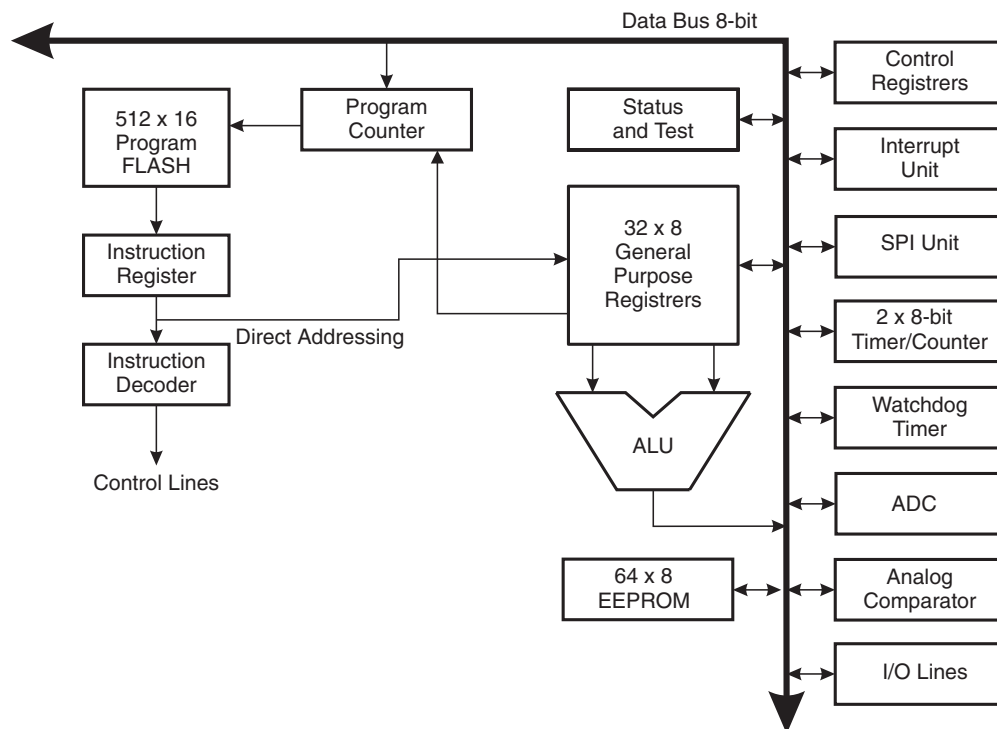 Data Bus 8-bit
512 x 16
Program
FLASH
Program
Counter
Status
and Test
Control
Registrers
Interrupt
Unit
Instruction
Register
32 x 8
General
Purpose
Registrers
SPI Unit
Direct Addressing
2 x 8-bit
Timer/Counter
Instruction
Decoder
Watchdog
Timer
ALU
Control Lines
ADC
64 x 8
EEPROM
Analog
Comparator
I/O Lines